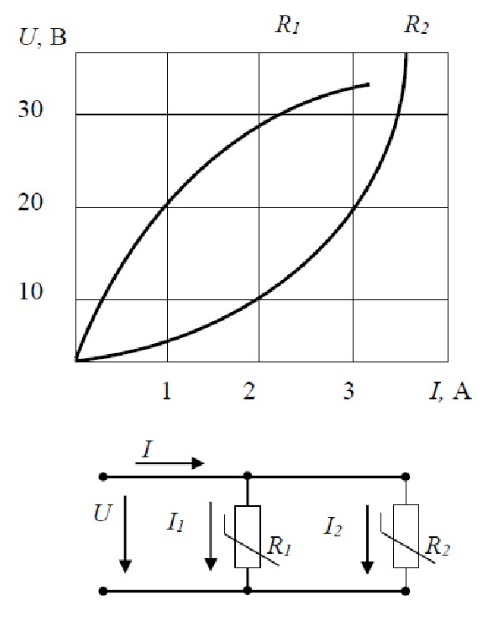 R1 R2
U, В
30
20
10
1 2 3 I, А
I
U I1 R1 I2 R2